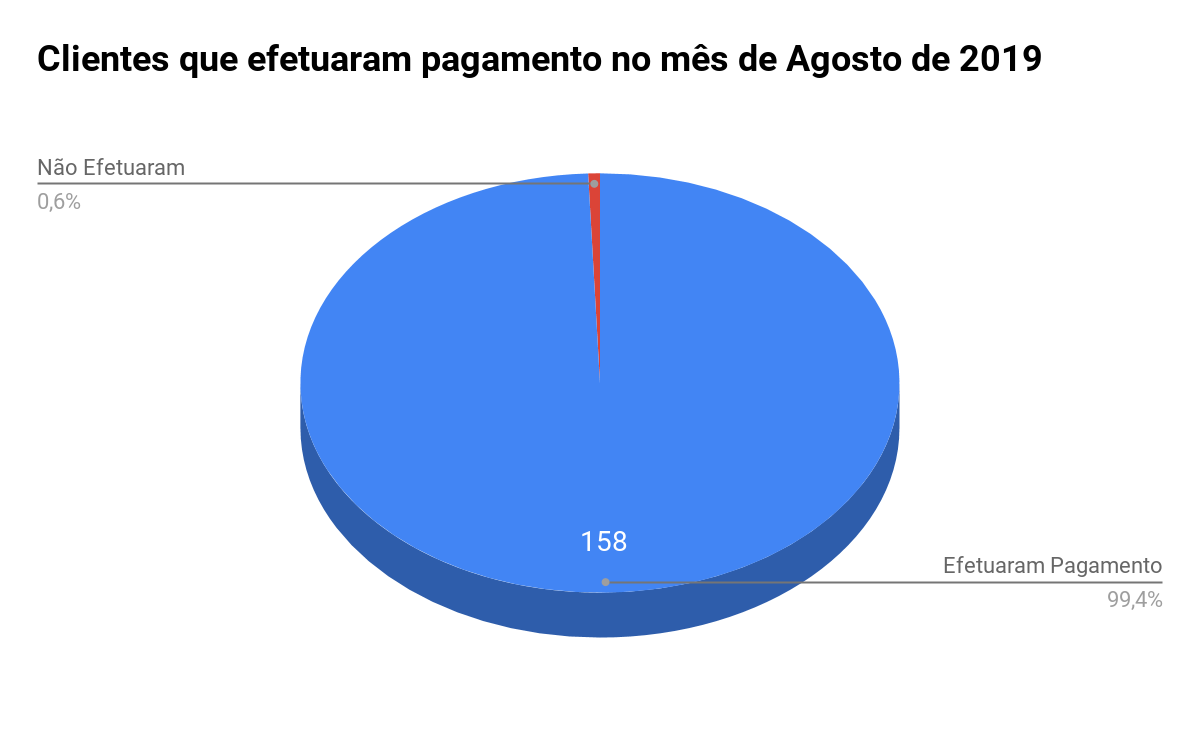 Clientes que efetuaram pagamento no mês de Agosto de 2019
Não Efetuaram
0,6%
158
Efetuaram Pagamento
99,4%